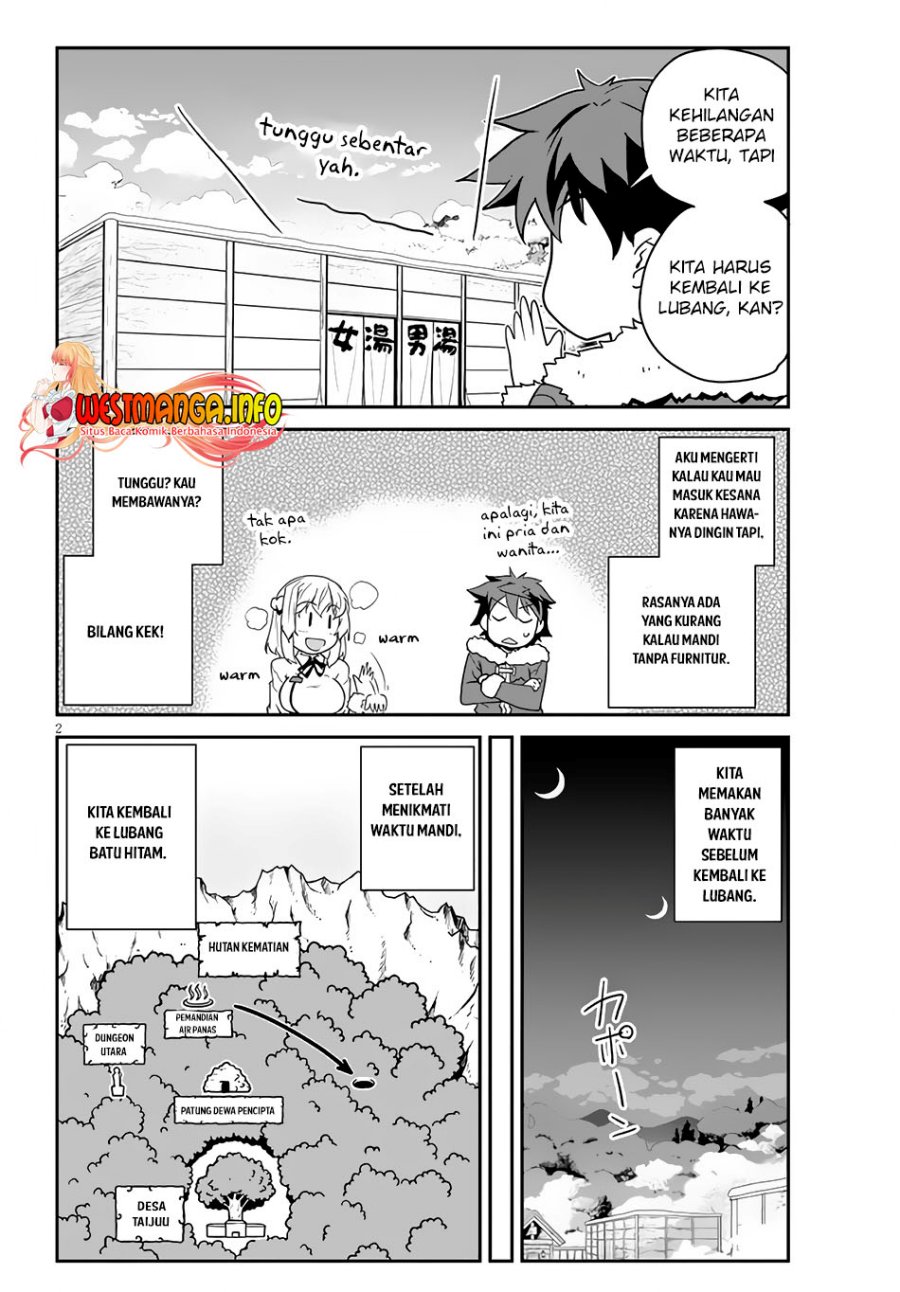 KITA
KEHILANGAN
BEBERAPA
WAKTU, TAPI
KITA HARUS
KEMBALI KE
LUBANG, KAN?
tunggu sebentar
yah.
女湯 男湯
WESTMANGA.INFO
Situs Baca Komik Berbahasa Indonesia
AKU MENGERTI
KALAU KAU MAU
MASUK KESANA
KARENA HAWA-
NYA DINGIN TAPI.
RASANYA ADA
YANG KURANG
KALAU MANDI
TANPA FURNITUR.
apalagi, kita
ini pria dan
wanita...
tak apa
kok.
warm
warm
TUNGGU? KAU
MEMBAWANYA?
BILANG KEK!
2
KITA
MEMAKAN
BANYAK
WAKTU
SEBELUM
KEMBALI KE
LUBANG.
カポーン
SETELAH
MENIKMATI
WAKTU MANDI.
KITA KEMBALI
KE LUBANG
BATU HITAM.
HUTAN KEMATIAN
PEMANDIAN
AIR PANAS
DUNGEON
UTARA
PATUNG DEWA PENCIPTA
DESA
TAIJUU